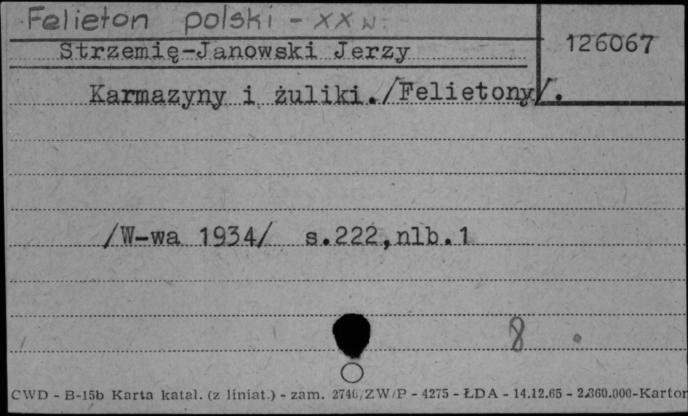 Felieton polski - XX w.
126067
Strzemię-Janowski Jerzy
Karmazyny i żuliki./Felietony/.
/W-wa 1934/ s.222,nlb.1
8
CWD - B-15b Karta katal. (z liniat.) - zam. 2746/ZW/P - 4275 - ŁDA - 14.12.65 - 2.860.000-Karton